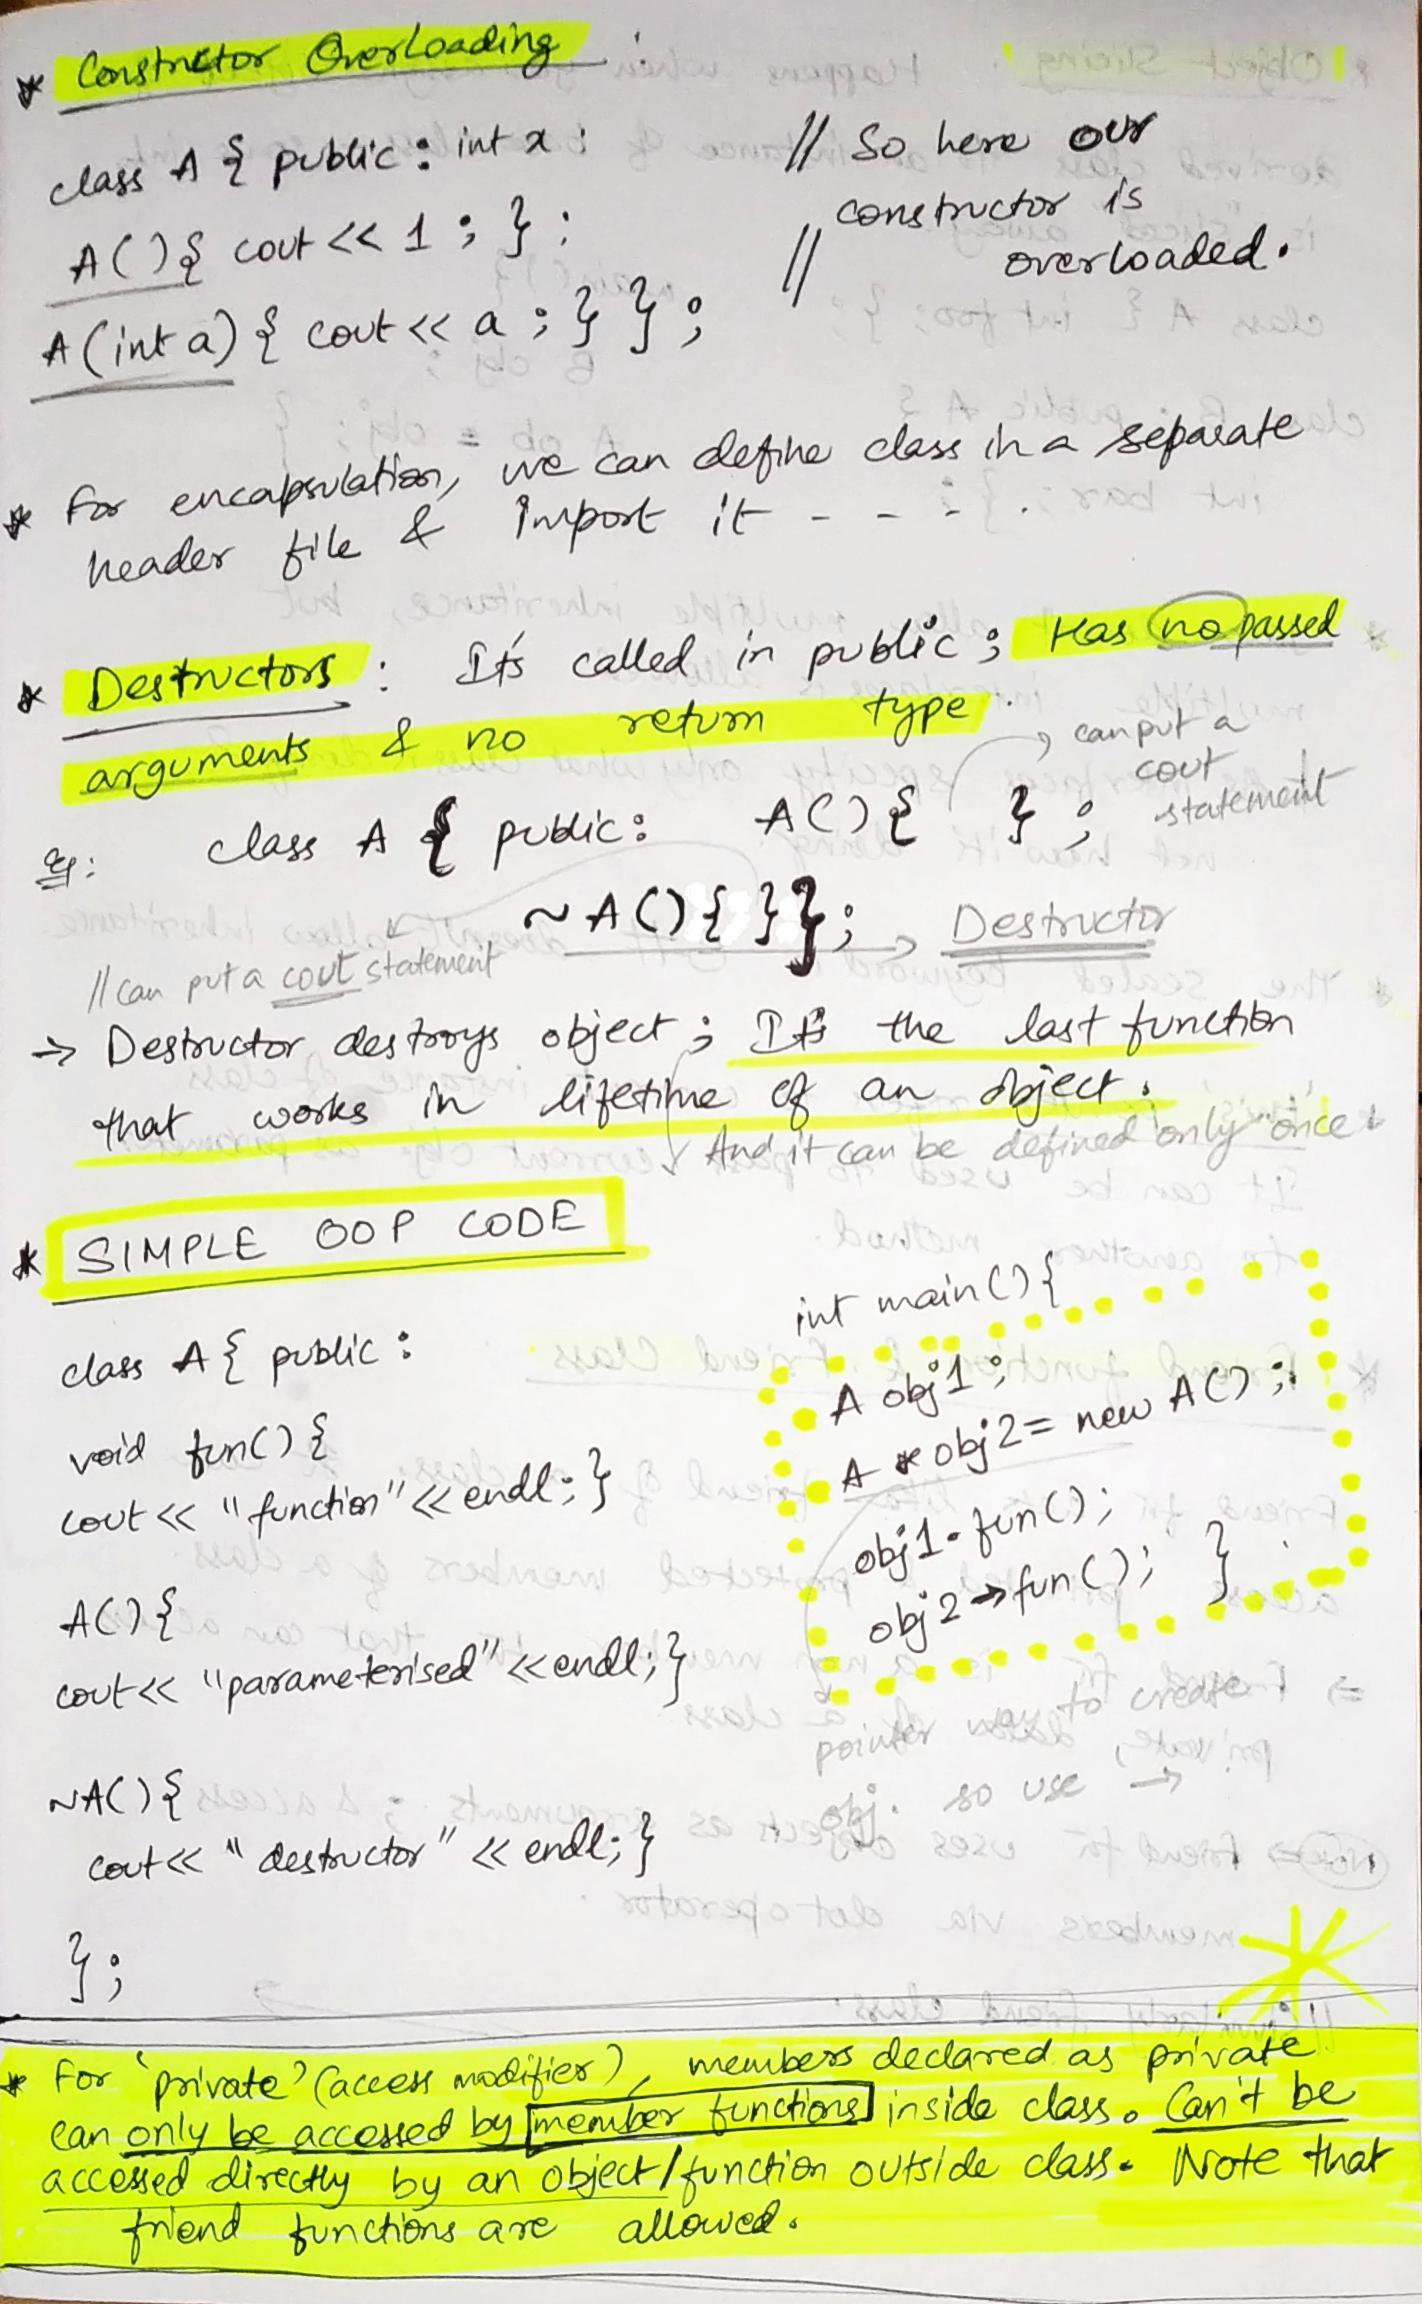 * Constructor Overloading :
class A { public : int x ;
A() { cout << 1 ; } ;
A(int a) { cout << a ; } } ;
// So here our
constructor is
// overloaded.
* For encapsulation, we can define class in a separate
header file & import it - - - -
* Destructors : It's called in public ; Has no passed
arguments & no return type .
can put a
cout
statement
eg: class A { public : A() { } ;
~ A() { } } ; → Destructor
// can put a cout statement
→ Destructor destroys object ; It's the last function
that works in lifetime of an object .
And it can be defined only "once"
* SIMPLE OOP CODE
class A { public :
void fun() {
cout << "function" << endl ; }
A() {
cout << "parameterised" << endl ; }
~A() {
cout << "destructor" << endl ; }
} ;
int main() {
A obj1 ;
A * obj2 = new A() ;
obj1 . fun() ;
obj2 → fun() ; }
pointer way to create
obj. so use →
* For 'private' (access modifier), members declared as private
can only be accessed by [member functions] inside class. Can't be
accessed directly by an object / function outside class. Note that
friend functions are allowed.